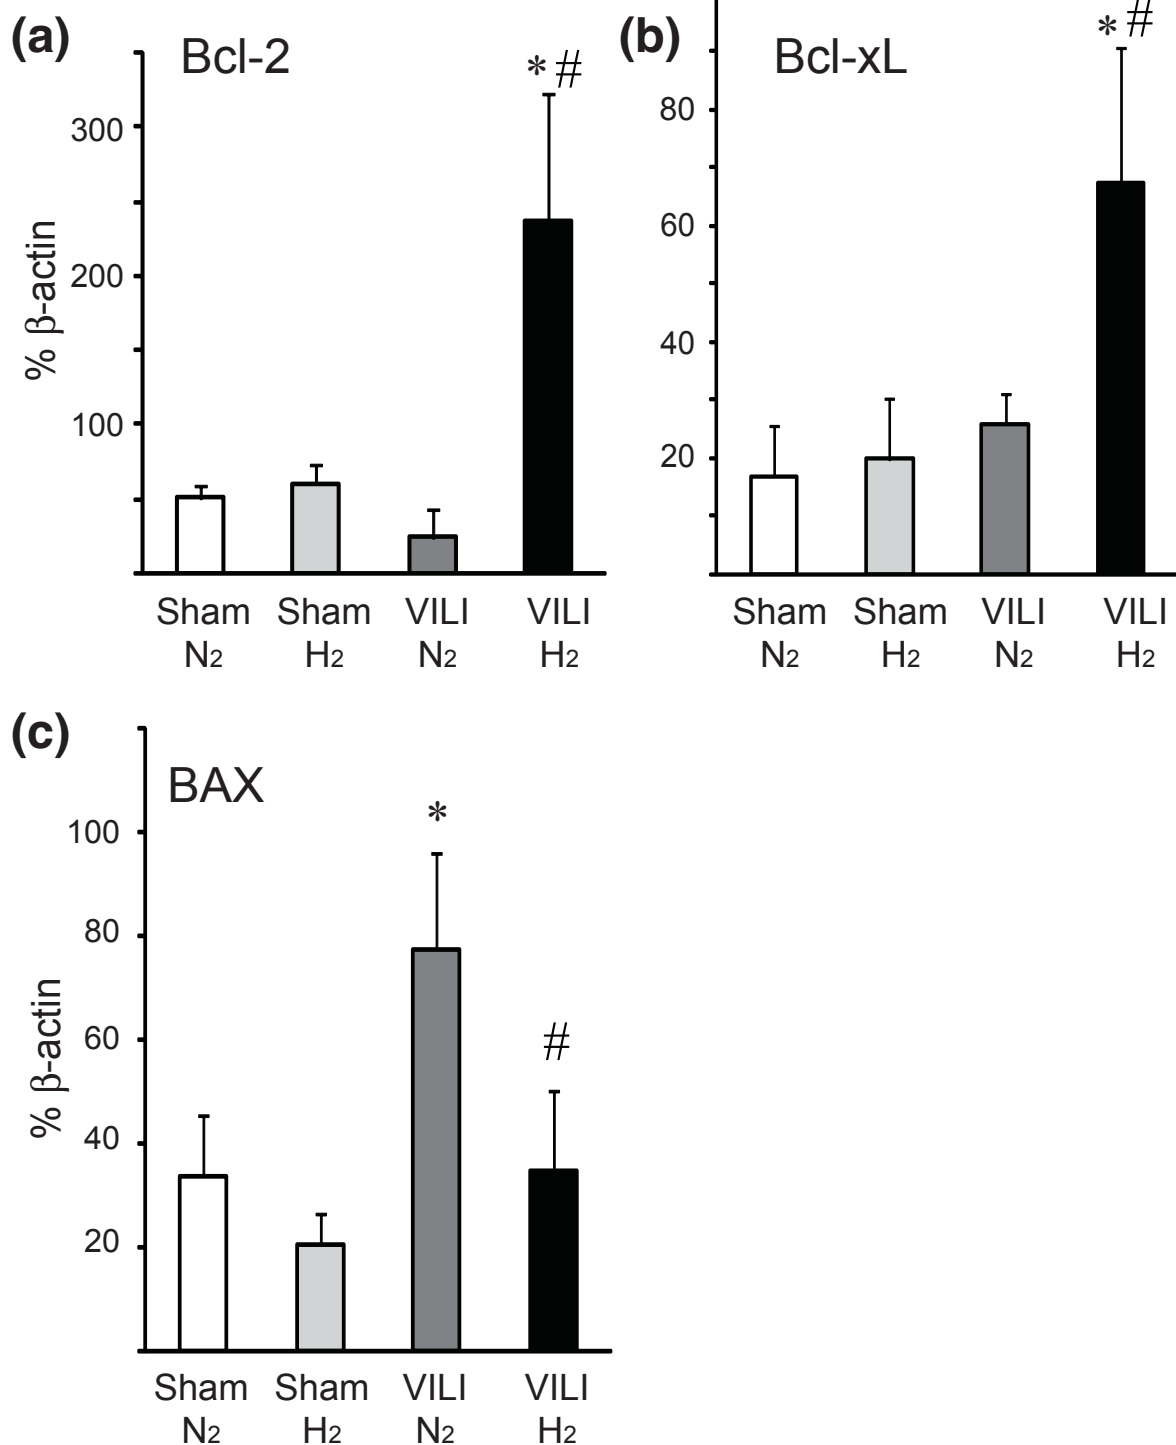 (a)
Bcl-2
* #
300
200
100
% β-actin
Sham Sham VILI VILI
N2 H2 N2 H2
(b)
Bcl-xL
* #
80
60
40
20
Sham Sham VILI VILI
N2 H2 N2 H2
(c)
BAX
*
#
100
80
60
40
20
% β-actin
Sham Sham VILI VILI
N2 H2 N2 H2